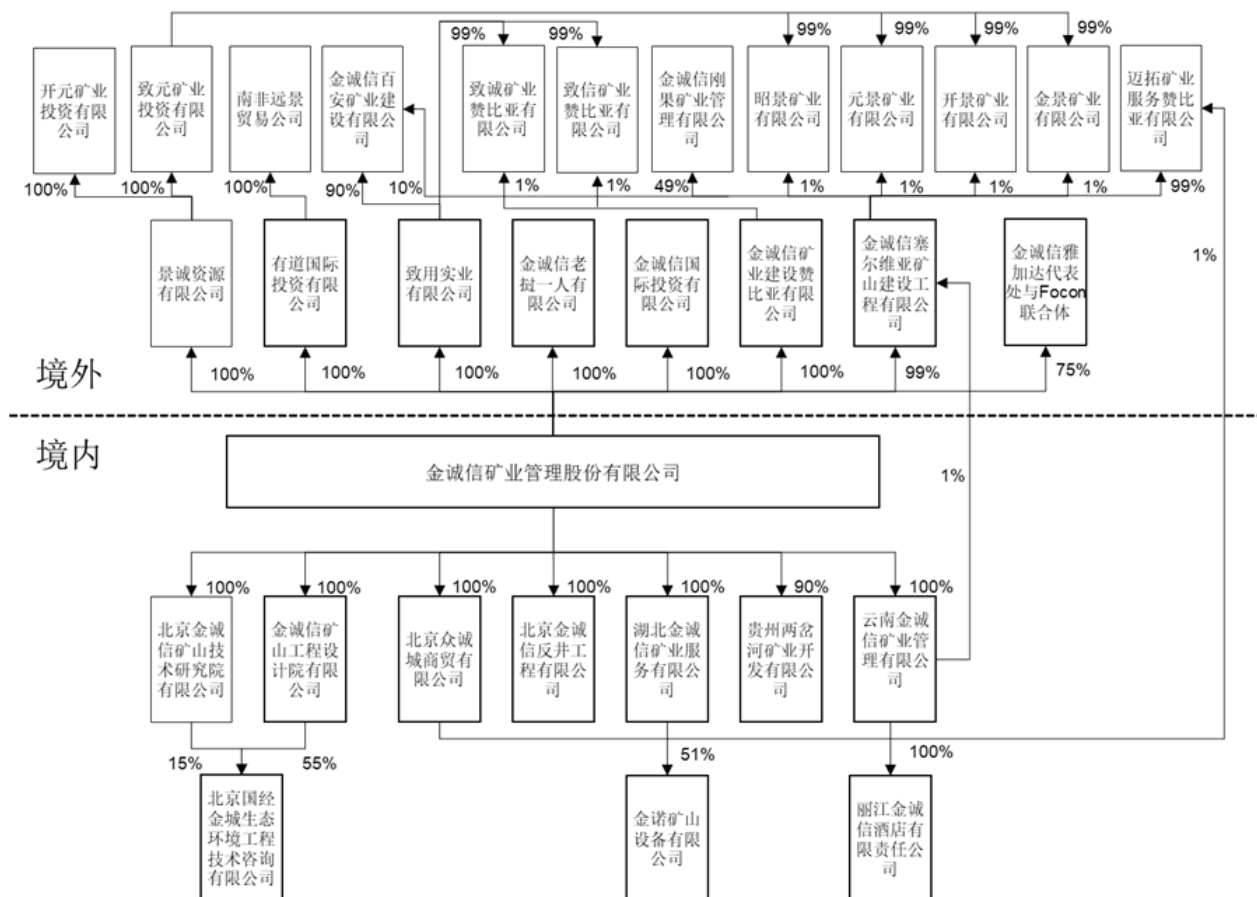 99%
99%
99%
99%
99%
99%
开元矿业
投资有限
公司
致元矿业
投资有限
公司
南非远景
贸易公司
金诚信百
安矿业建
设有限公
司
致诚矿业
赞比亚有
限公司
致信矿业
赞比亚有
限公司
金诚信刚
果矿业管
理有限公
司
昭景矿业
有限公司
元景矿业
有限公司
开景矿业
有限公司
金景矿业
有限公司
迈拓矿业
服务赞比
亚有限公
司
100%
100%
100%
90%
10%
1%
1%
49%
1%
1%
1%
1%
99%
景诚资源
有限公司
有道国际
投资有限
公司
致用实业
有限公司
金诚信老
挝一人有
限公司
金诚信国
际投资有
限公司
金诚信矿
业建设赞
比亚有限
公司
金诚信塞
尔维亚矿
山建设工
程有限公
司
金诚信雅
加达代表
处与Focon
联合体
1%
100%
100%
100%
100%
100%
100%
99%
75%
境外
境内
金诚信矿业管理股份有限公司
1%
100%
100%
100%
100%
100%
90%
100%
北京金诚
信矿山技
术研究院
有限公司
金诚信矿
山工程设
计院有限
公司
北京众诚
城商贸有
限公司
北京金诚
信反井工
程有限公
司
湖北金诚
信矿业服
务有限公
司
贵州两岔
河矿业开
发有限公
司
云南金诚
信矿业管
理有限公
司
15%
55%
51%
100%
北京国经
金城生态
环境工程
技术咨询
有限公司
金诺矿山
设备有限
公司
丽江金诚
信酒店有
限责任公
司